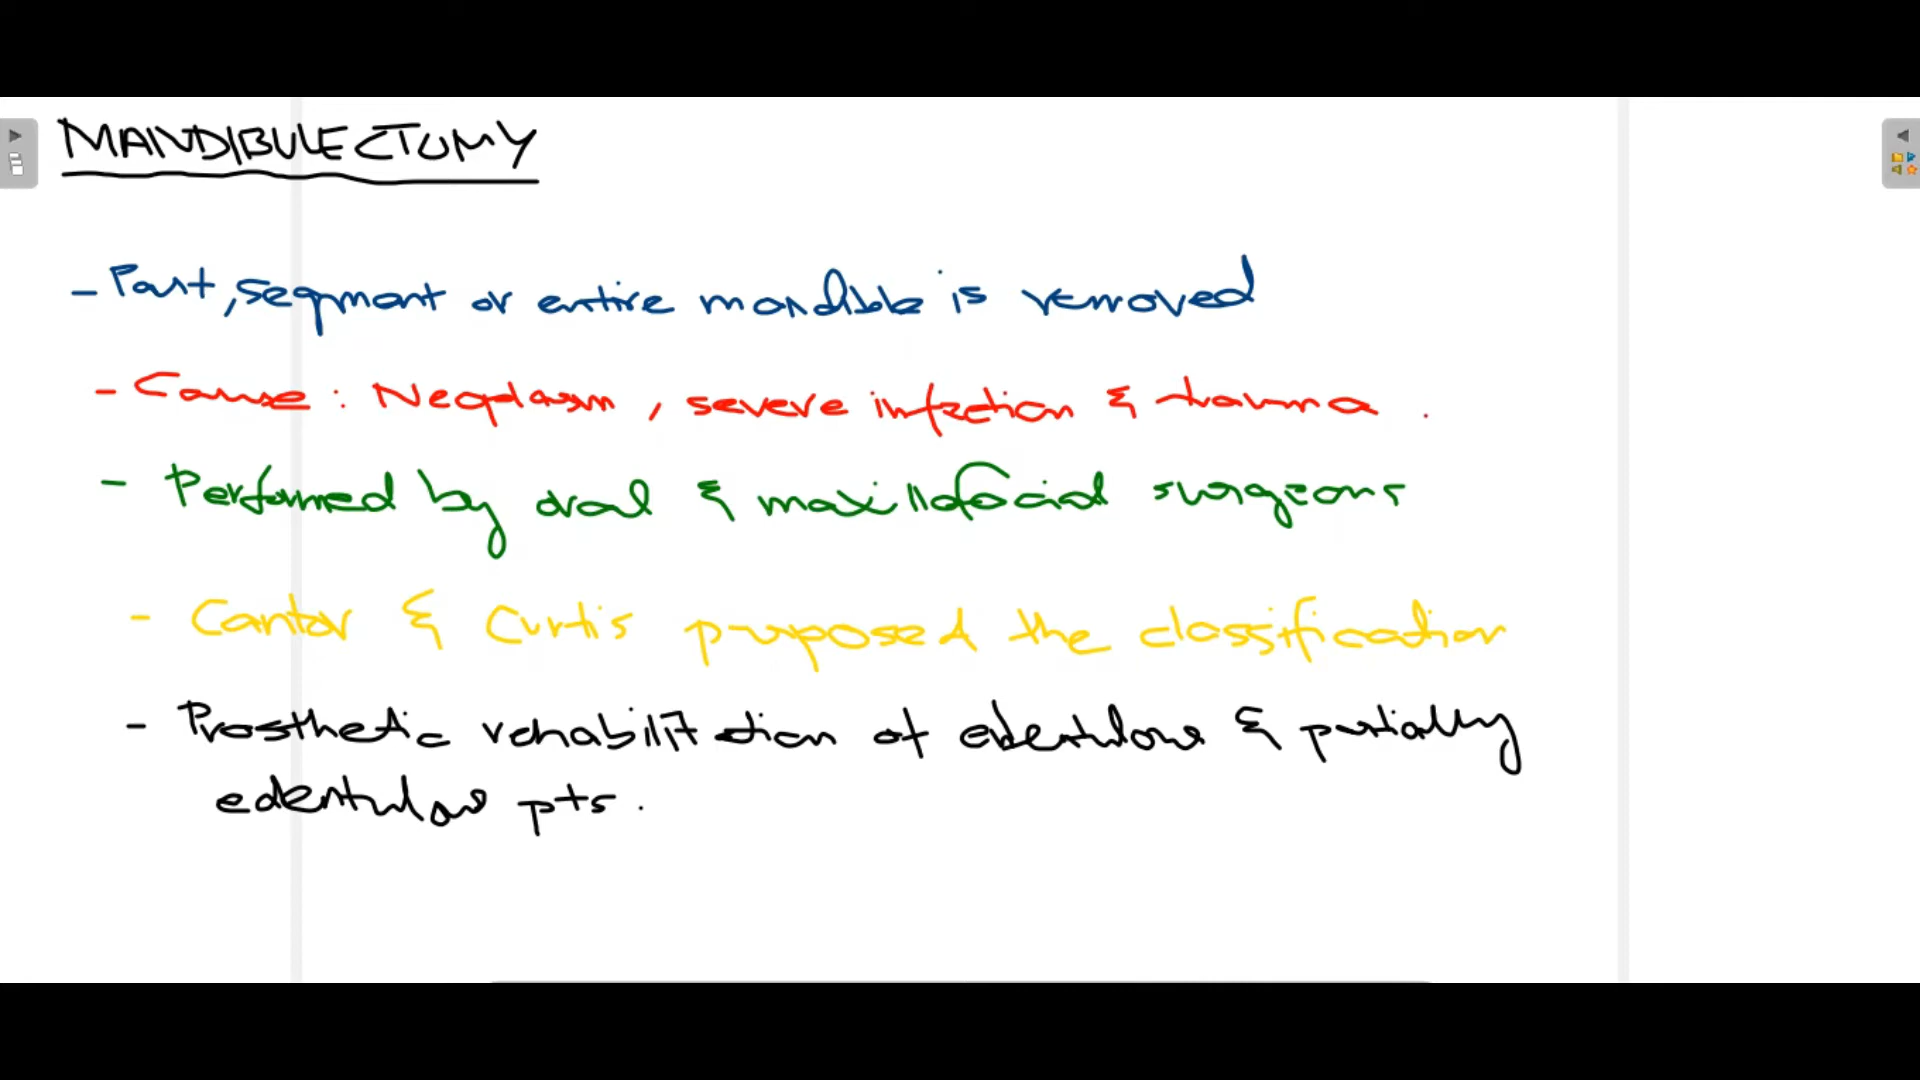 MANDIBULECTOMY
- Part, segment or entire mandible is removed
- Cause : Neoplasm , severe infection & trauma .
- Performed by oral & maxillofacial surgeons
- Cantor & Curtis purposed the classification
- Prosthetic rehabilitation of edentulous & partially
edentulous pts .